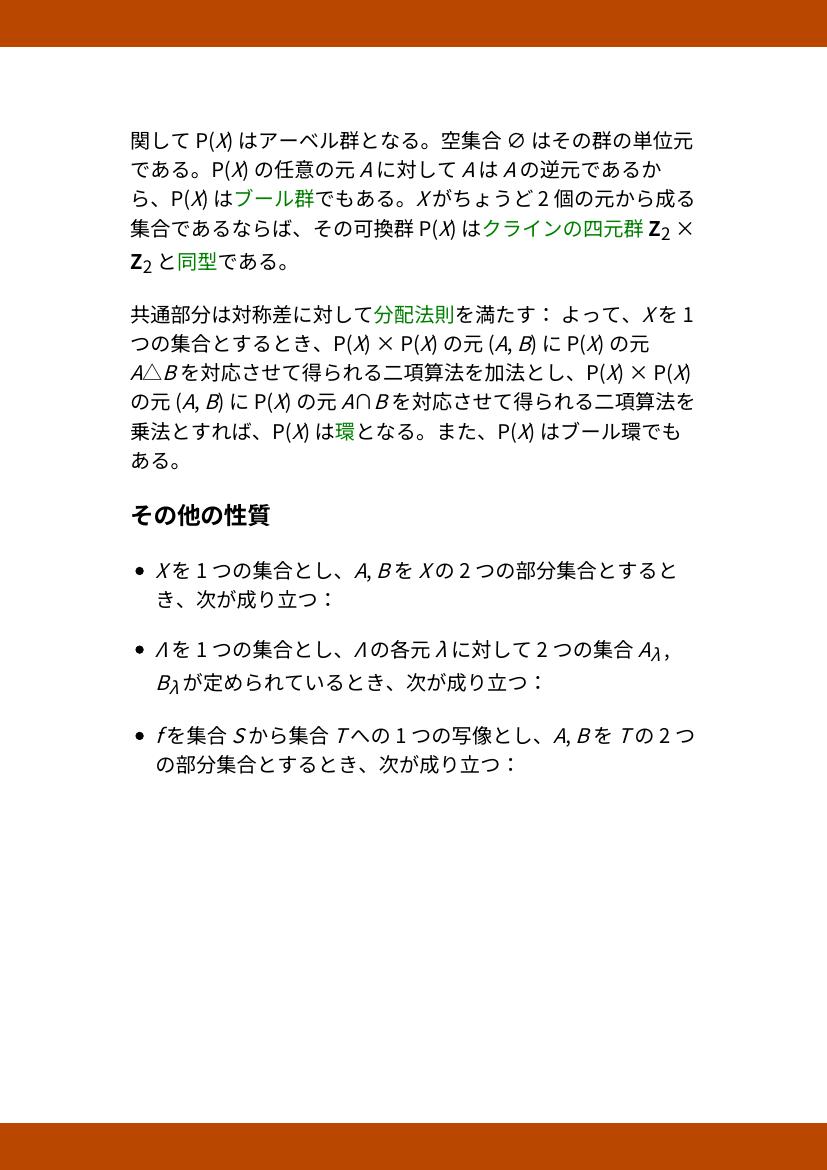 関して P(X) はアーベル群となる。空集合 ∅ はその群の単位元
である。P(X) の任意の元 A に対して A は A の逆元であるか
ら、P(X) はブール群でもある。X がちょうど 2 個の元から成る
集合であるならば、その可換群 P(X) はクラインの四元群 Z2 ×
Z2 と同型である。
共通部分は対称差に対して分配法則を満たす： よって、X を 1
つの集合とするとき、P(X) × P(X) の元 (A, B) に P(X) の元
A△B を対応させて得られる二項算法を加法とし、P(X) × P(X)
の元 (A, B) に P(X) の元 A∩B を対応させて得られる二項算法を
乗法とすれば、P(X) は環となる。また、P(X) はブール環でも
ある。
その他の性質
• X を 1 つの集合とし、A, B を X の 2 つの部分集合とすると
き、次が成り立つ：
• Λ を 1 つの集合とし、Λ の各元 λ に対して 2 つの集合 Aλ ,
Bλ が定められているとき、次が成り立つ：
• f を集合 S から集合 T への 1 つの写像とし、A, B を T の 2 つ
の部分集合とするとき、次が成り立つ：